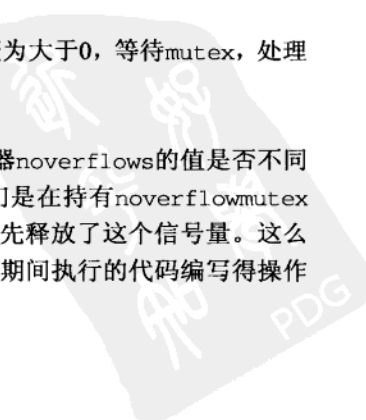 为大于0，等待mutex，处理
器noverflows的值是否不同
们是在持有noverflowmutex
先释放了这个信号量。这么
期间执行的代码编写得操作
PDG